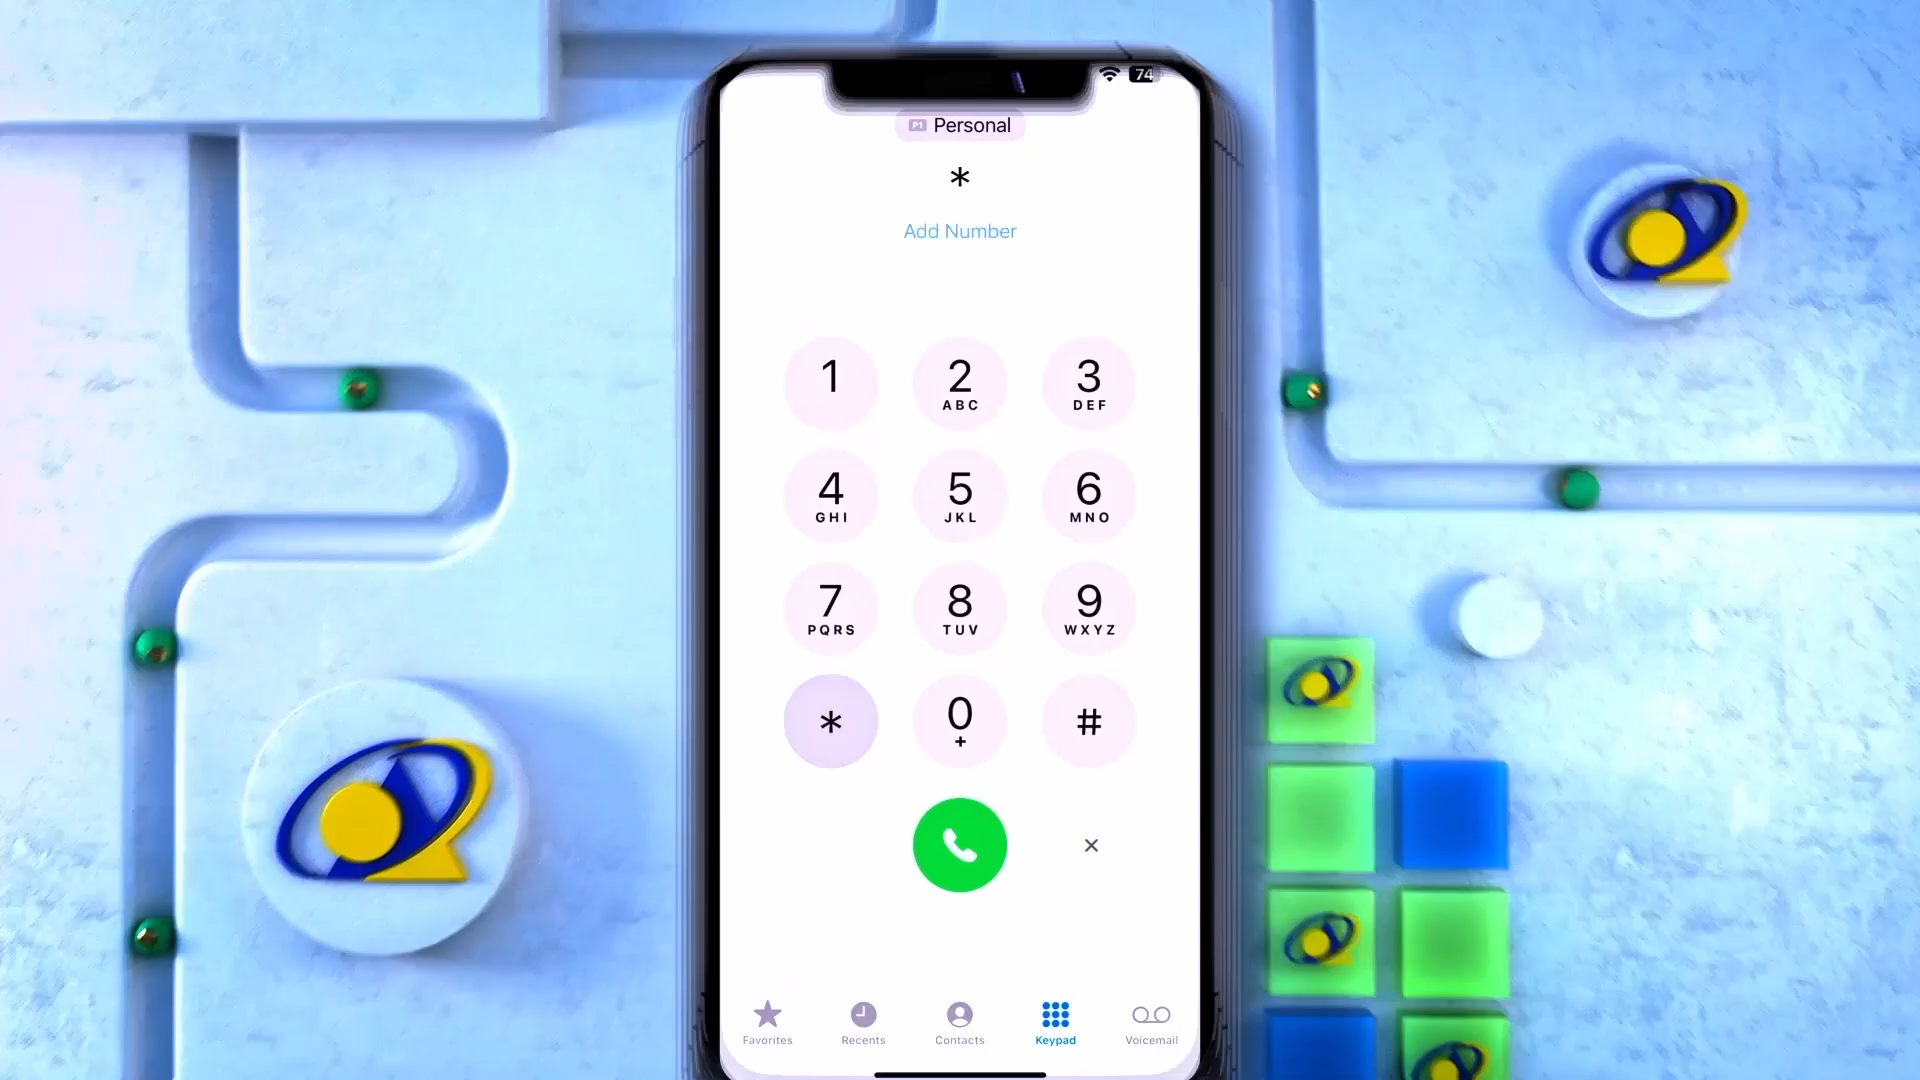 74
P1 Personal
*
Add Number
1
2
ABC
3
DEF
4
GHI
5
JKL
6
MNO
7
PQRS
8
TUV
9
WXYZ
*
0
+
#
×
Favorites
Recents
Contacts
Keypad
Voicemail